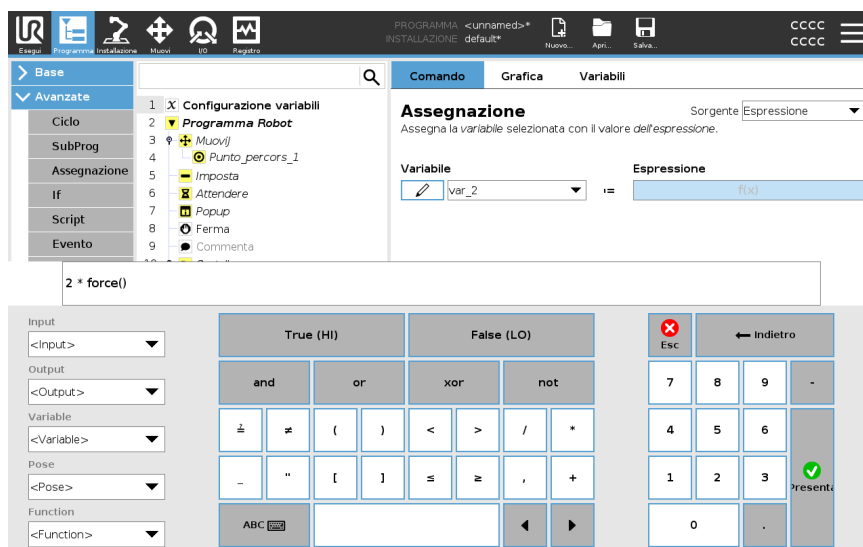 UR
PROGRAMMA <unnamed>*
INSTALLAZIONE default*
Esegui Programma Installazione Muovi I/O Registro
Nuovo... Apri... Salva...
CCCC
CCCC
Base
Avanzate
Ciclo
SubProg
Assegnazione
If
Script
Evento
1 X Configurazione variabili
2 Programma Robot
3 MuoviJ
4 Punto_percors_1
5 Imposta
6 Attendere
7 Popup
8 Ferma
9 Commenta
Comando Grafica Variabili
Assegnazione
Sorgente Espressione
Assegna la variabile selezionata con il valore dell'espressione.
Variabile Espressione
var_2 := f(x)
2 * force()
Input
<Input>
Output
<Output>
Variable
<Variable>
Pose
<Pose>
Function
<Function>
True (HI) False (LO)
and or xor not
≟ ≠ ( ) < > / *
_ " [ ] ≤ ≥ , +
ABC
Esc ← Indietro
7 8 9 -
4 5 6
1 2 3
Presenta
0 .